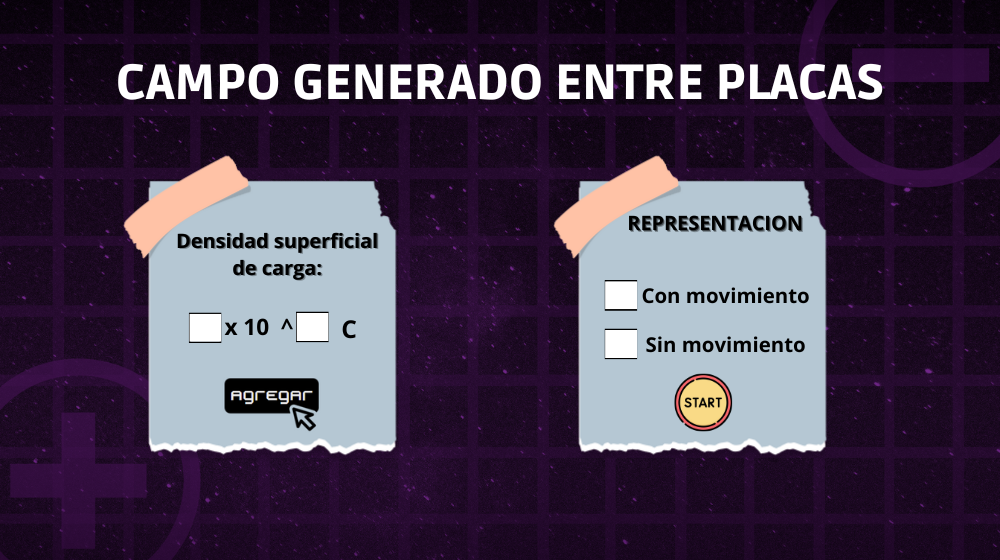 CAMPO GENERADO ENTRE PLACAS
Densidad superficial
de carga:
x 10 ^ C
Agregar
REPRESENTACION
Con movimiento
Sin movimiento
START